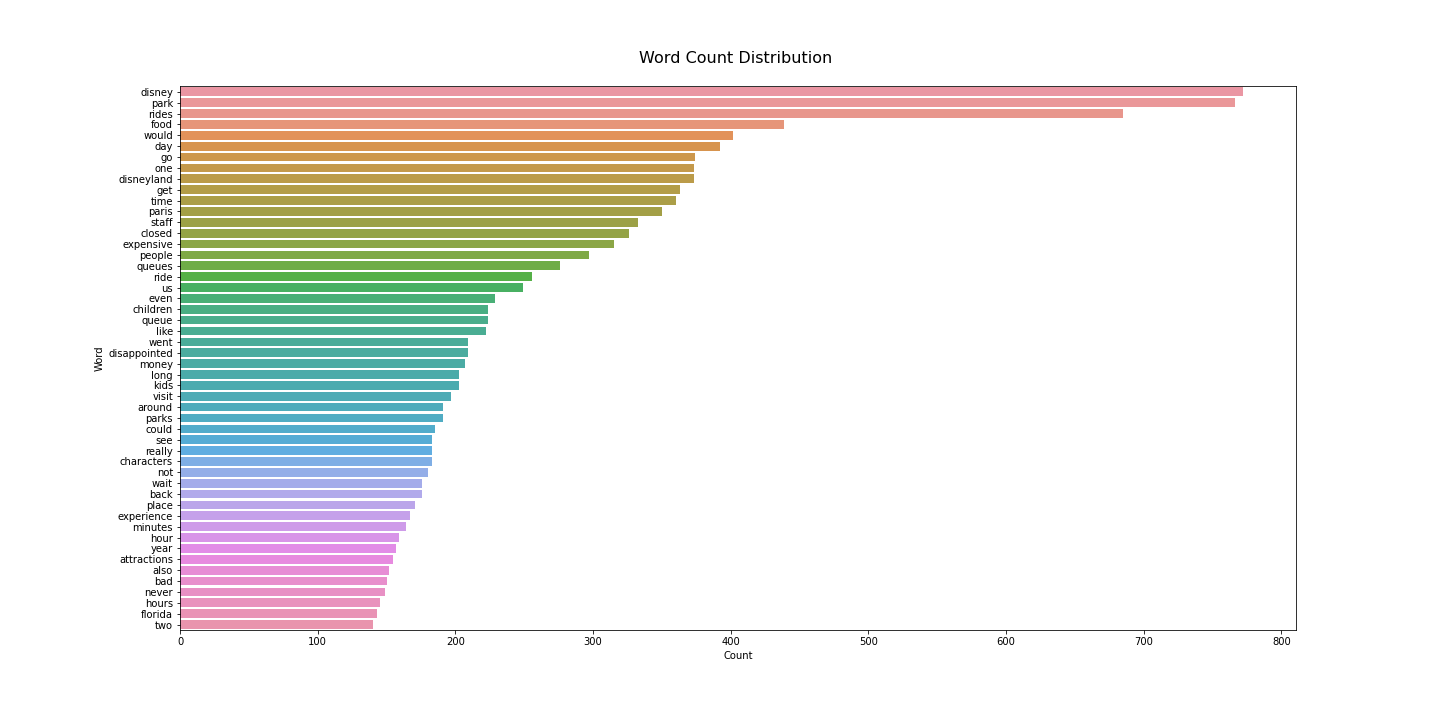 Word Count Distribution
disney
park
rides
food
would
day
go
one
disneyland
get
time
paris
staff
closed
expensive
people
queues
ride
us
even
children
queue
like
went
disappointed
money
long
kids
visit
around
parks
could
see
really
characters
not
wait
back
place
experience
minutes
hour
year
attractions
also
bad
never
hours
florida
two
Word
0 100 200 300 400 500 600 700 800
Count